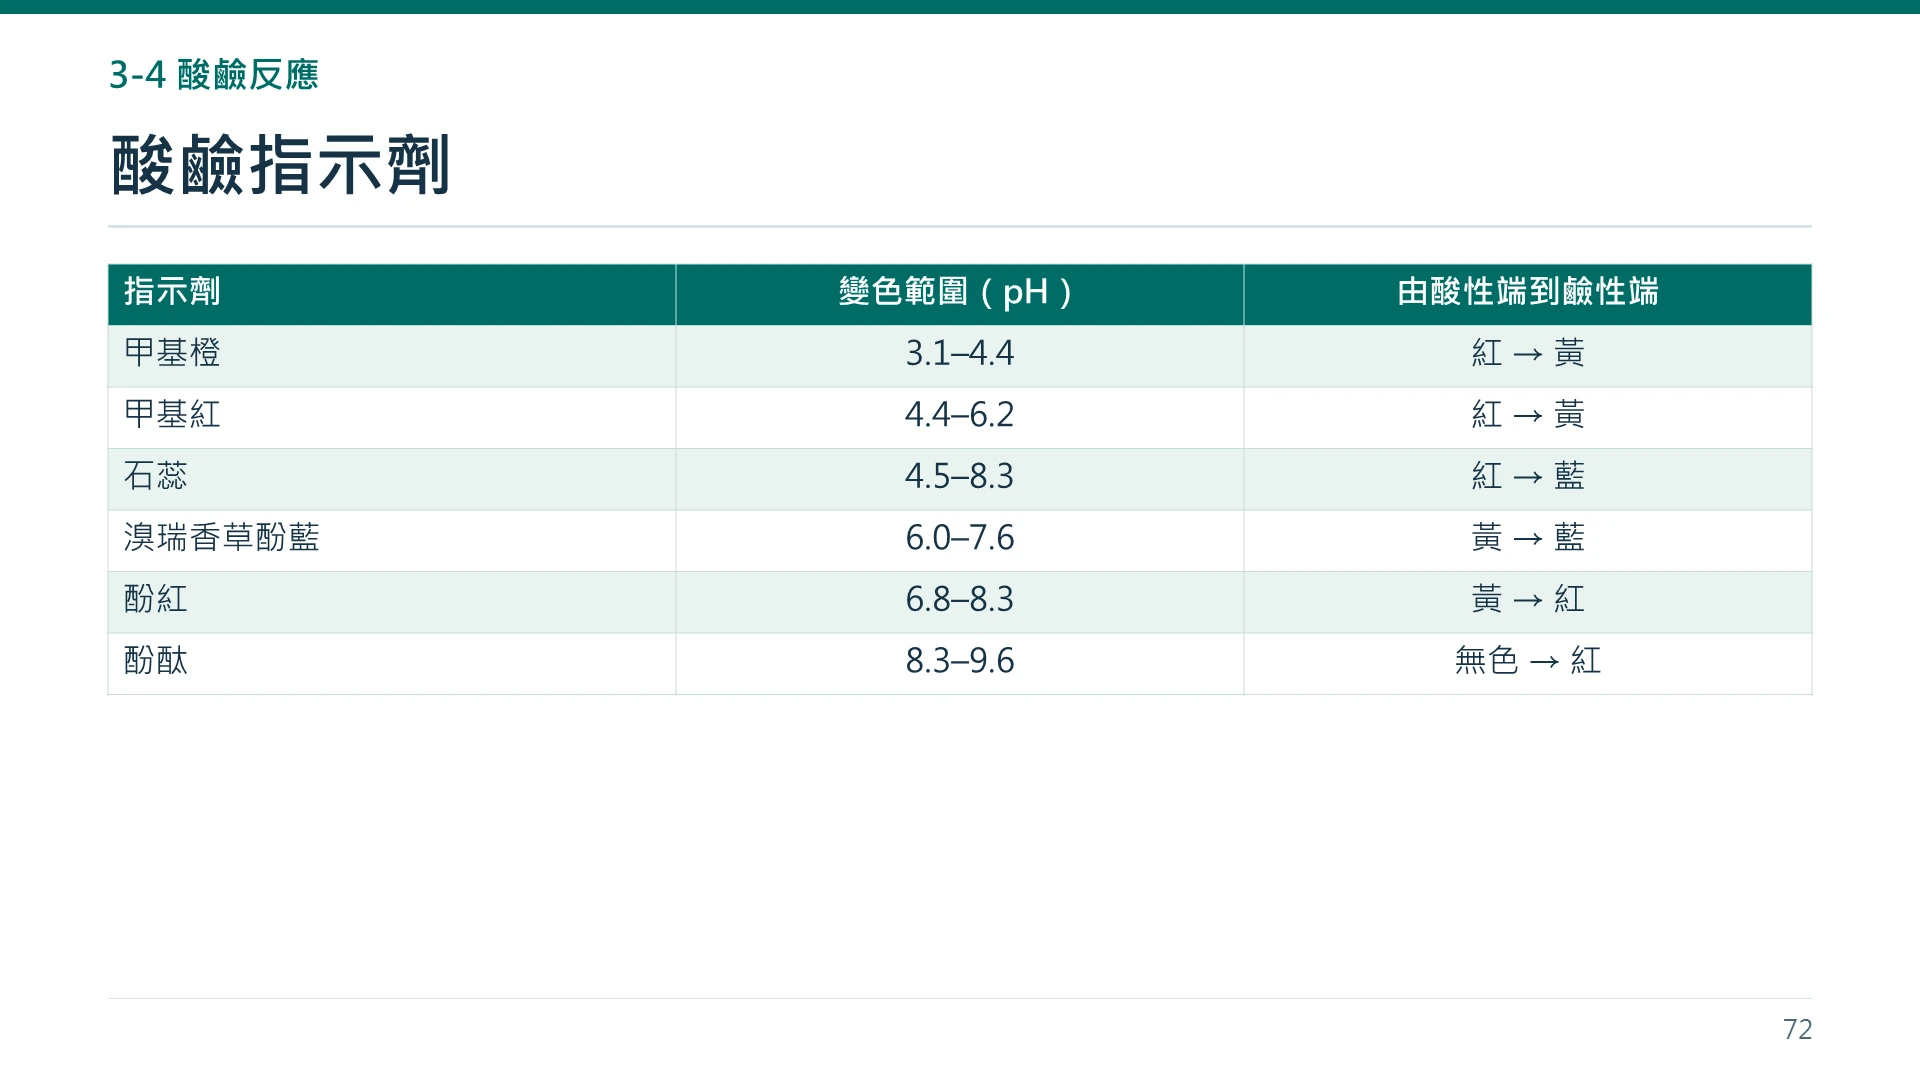 3-4 酸鹼反應
酸鹼指示劑
指示劑 變色範圍（pH） 由酸性端到鹼性端
甲基橙 3.1–4.4 紅 → 黃
甲基紅 4.4–6.2 紅 → 黃
石蕊 4.5–8.3 紅 → 藍
溴瑞香草酚藍 6.0–7.6 黃 → 藍
酚紅 6.8–8.3 黃 → 紅
酚酞 8.3–9.6 無色 → 紅
72